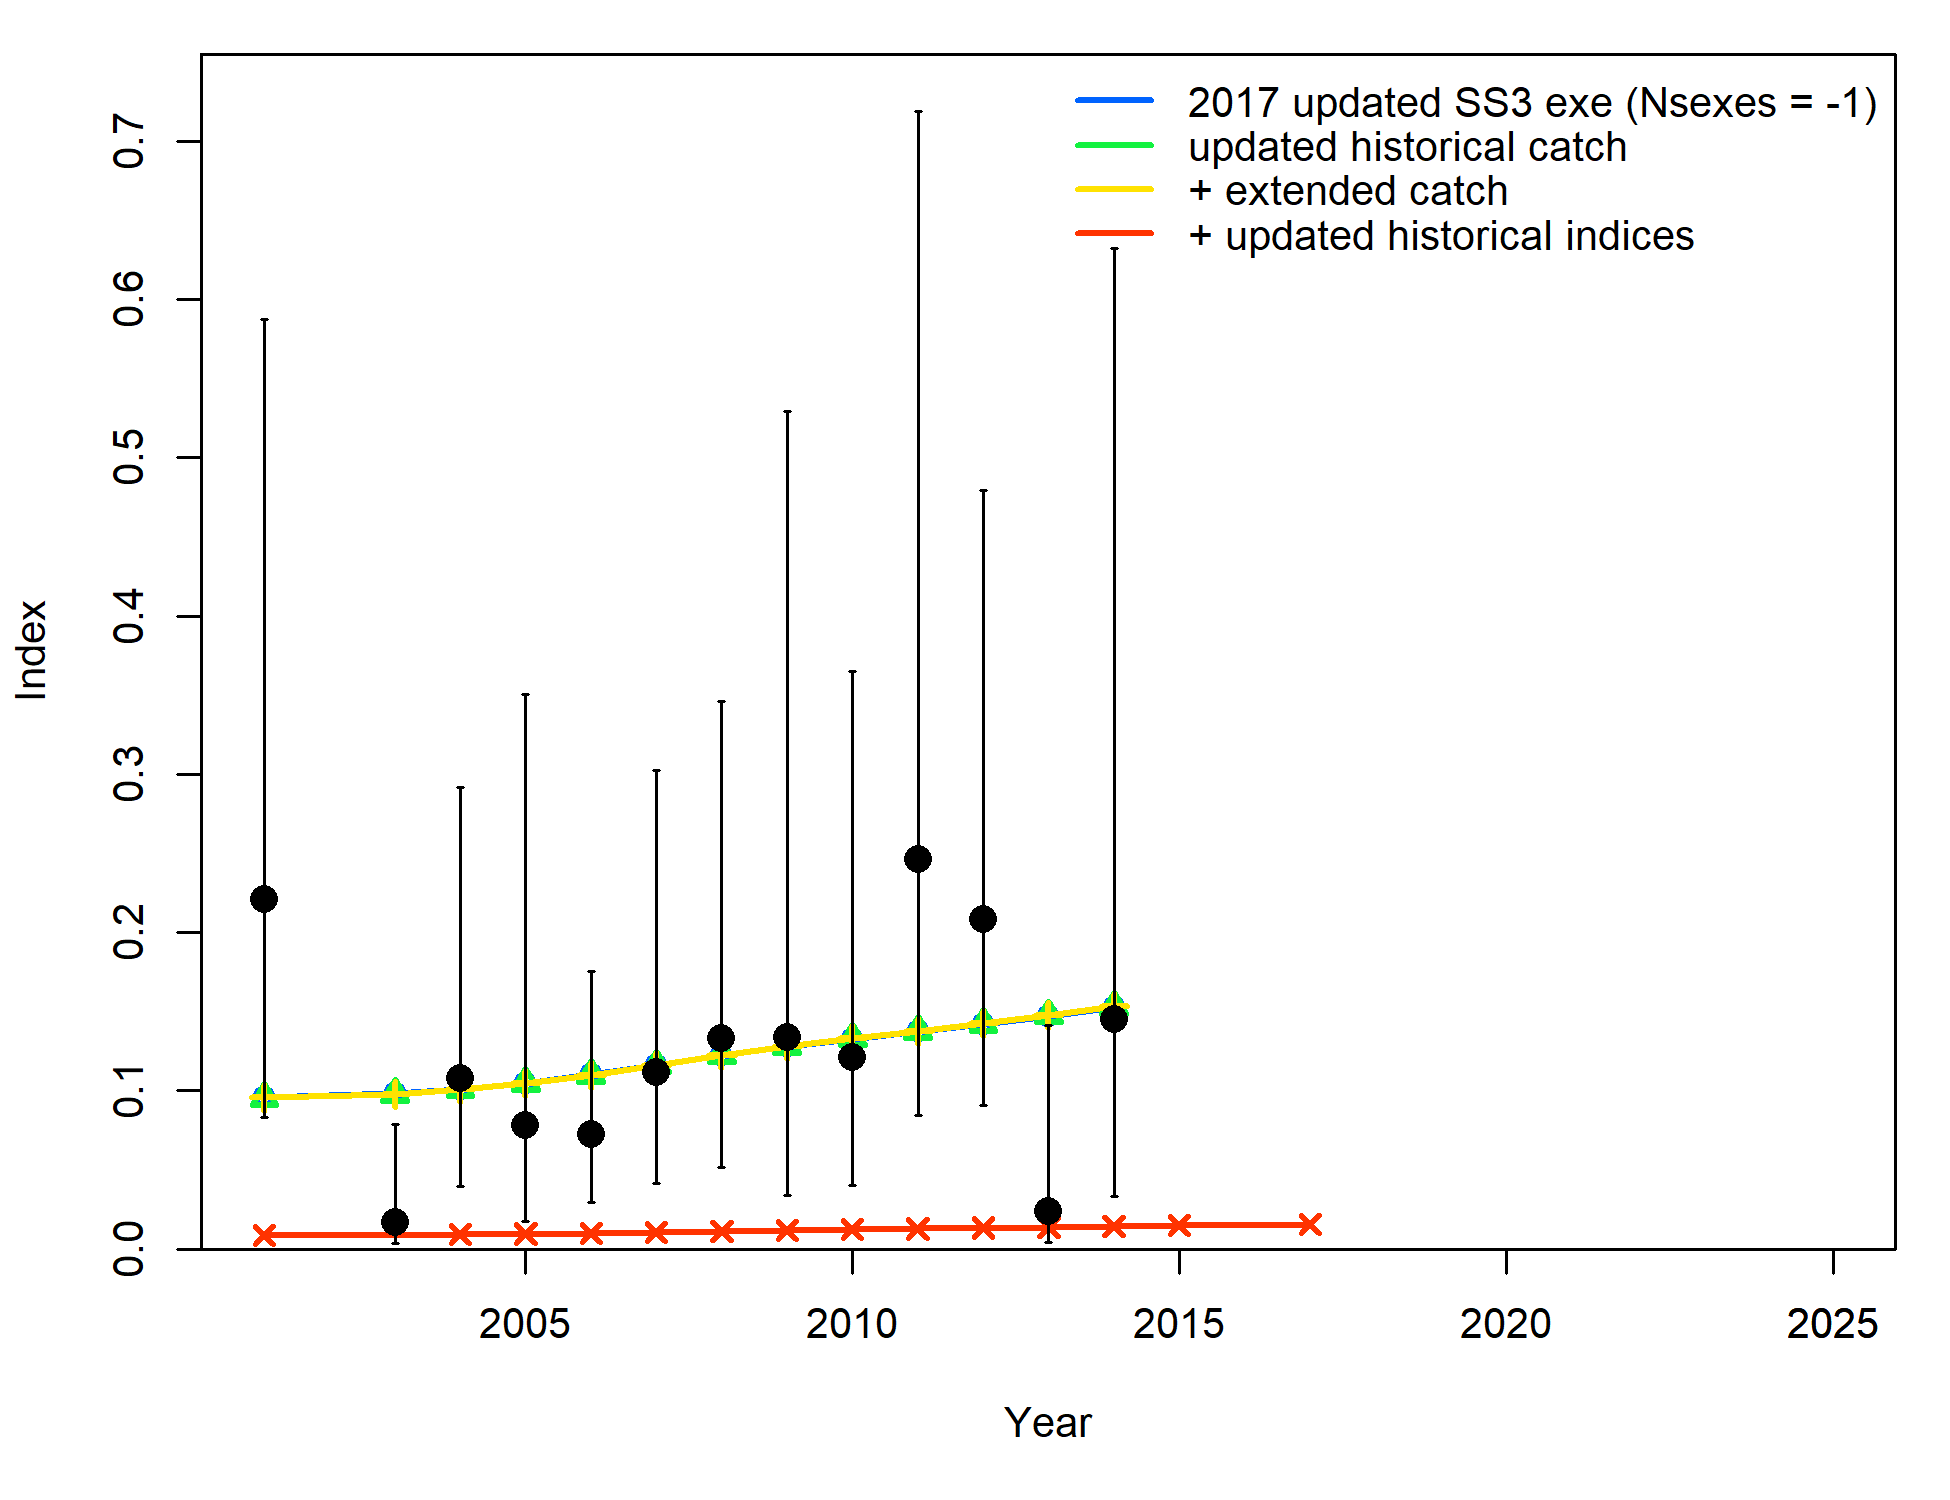 2017 updated SS3 exe (Nsexes = -1)
updated historical catch
+ extended catch
+ updated historical indices
0.7
0.6
0.5
0.4
0.3
0.2
0.1
0.0
Index
2005 2010 2015 2020 2025
Year